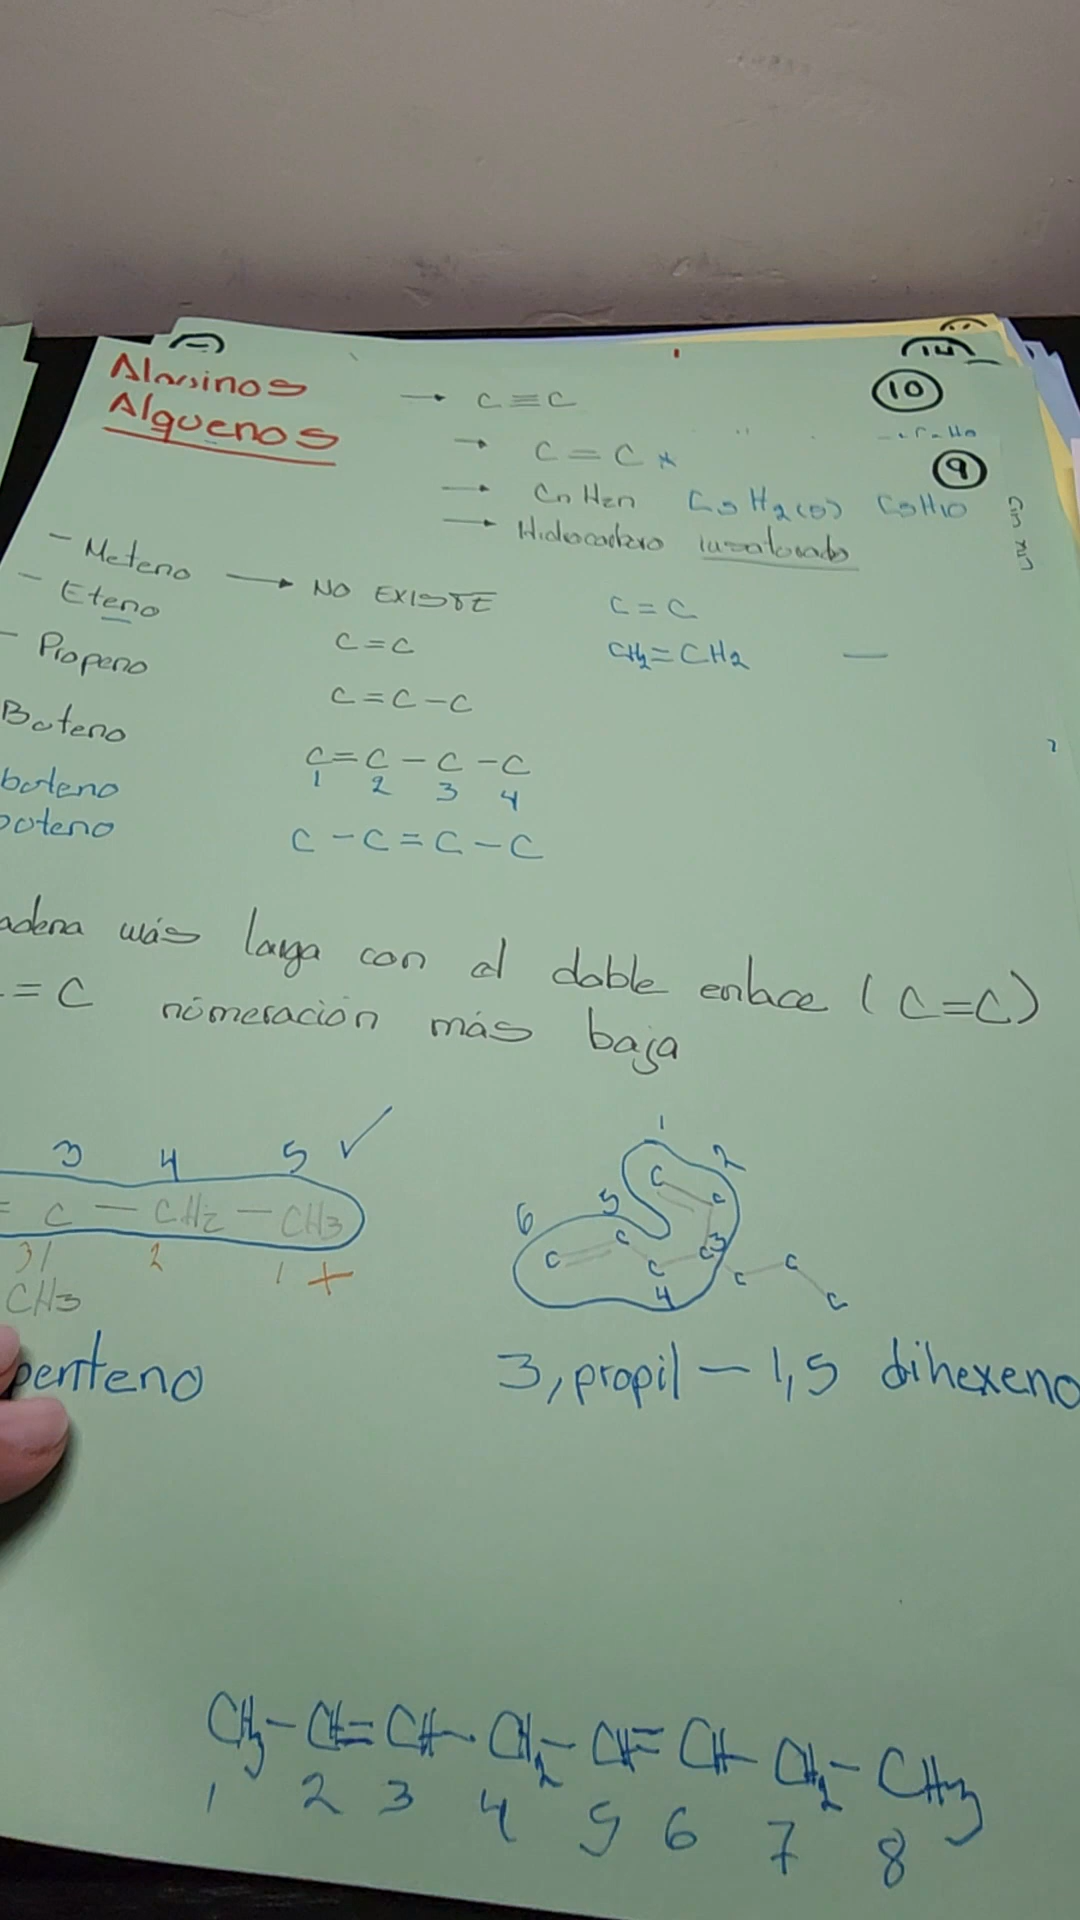 Alquenos
→ C≡C
→ C=C *
10
9
→ CnH2n C5H2(5) C5H10
→ Hidrocarburo insaturado
- Meteno → NO EXISTE
- Eteno C=C C=C
- Propeno C=C-C CH2=CH2
Buteno C=C-C-C
1 2 3 4
buteno
buteno C-C=C-C
adena más larga con el doble enlace (C=C)
=C númeración más baja
3 4 5 ✓
= C - CH2 - CH3
3 2 1 +
CH3
penteno
1 2 3 4 5 6
C C C C C C C C C
3, propil - 1,5 dihexeno
CH3-CH=CH-CH2-CH=CH-CH2-CH3
1 2 3 4 5 6 7 8